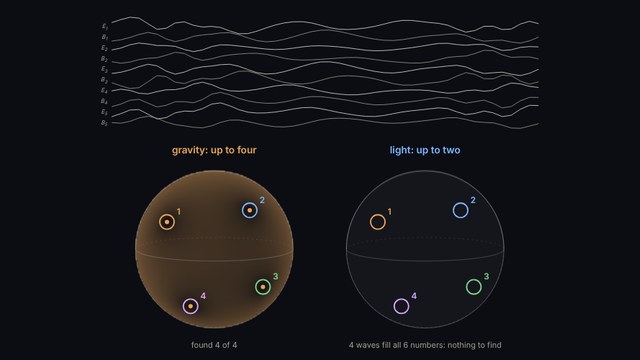 E₁
B₁
E₂
B₂
E₃
B₃
E₄
B₄
E₅
B₅
gravity: up to four
light: up to two
1
2
3
4
1
2
3
4
found 4 of 4
4 waves fill all 6 numbers: nothing to find